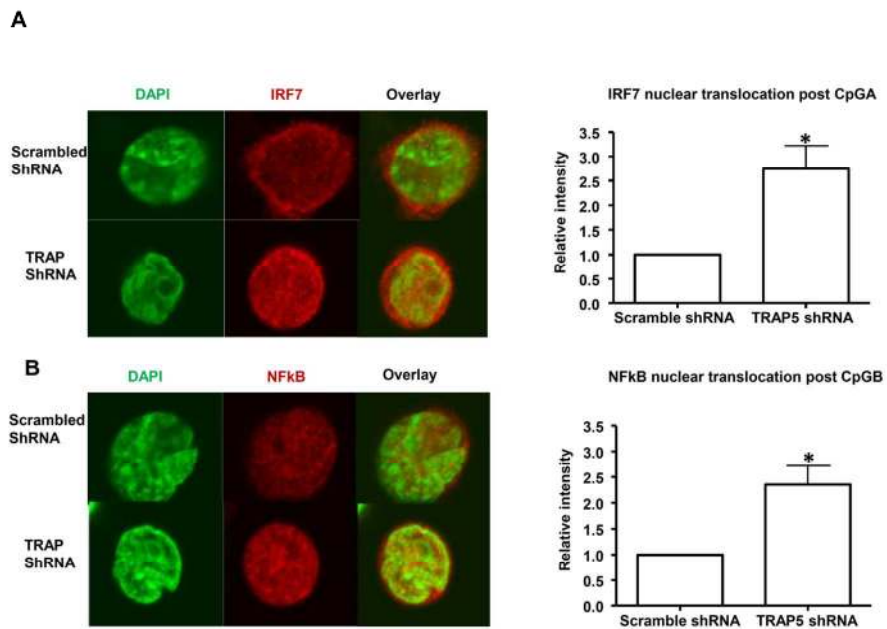 A
DAPI IRF7 Overlay
Scrambled
ShRNA
TRAP
ShRNA
IRF7 nuclear translocation post CpGA
Relative intensity
3.5
3.0
2.5
2.0
1.5
1.0
0.5
0.0
*
Scramble shRNA TRAP5 shRNA
B
DAPI NFkB Overlay
Scrambled
ShRNA
TRAP
ShRNA
NFkB nuclear translocation post CpGB
Relative intensity
3.5
3.0
2.5
2.0
1.5
1.0
0.5
0.0
*
Scramble shRNA TRAP5 shRNA